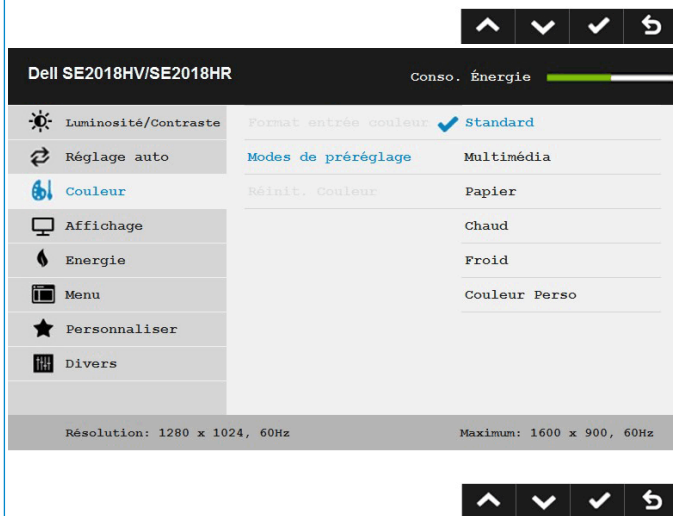 Dell SE2018HV/SE2018HR
Conso. Énergie
Luminosité/Contraste
Format entrée couleur
Standard
Réglage auto
Modes de préréglage
Multimédia
Couleur
Réinit. Couleur
Papier
Affichage
Chaud
Energie
Froid
Menu
Couleur Perso
Personnaliser
Divers
Résolution: 1280 x 1024, 60Hz
Maximum: 1600 x 900, 60Hz